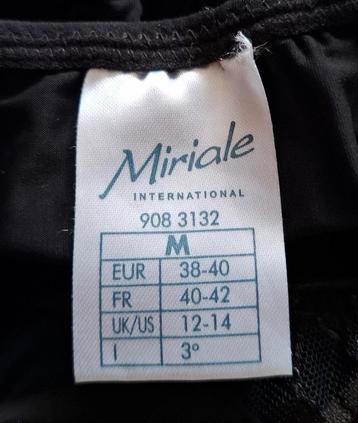 Miriale
INTERNATIONAL
908 3132
M
EUR 38-40
FR 40-42
UK/US 12-14
I 3°